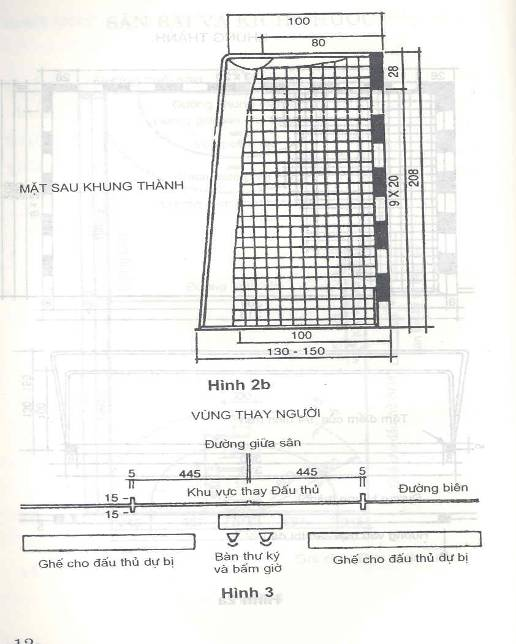 100
80
28
MẶT SAU KHUNG THÀNH
9 X 20
208
100
130 - 150
Hình 2b
VÙNG THAY NGƯỜI
Đường giữa sân
5 445 445 5
Khu vực thay Đấu thủ
Đường biên
15
15
Ghế cho đấu thủ dự bị
Bàn thư ký
và bấm giờ
Ghế cho đấu thủ dự bị
Hình 3